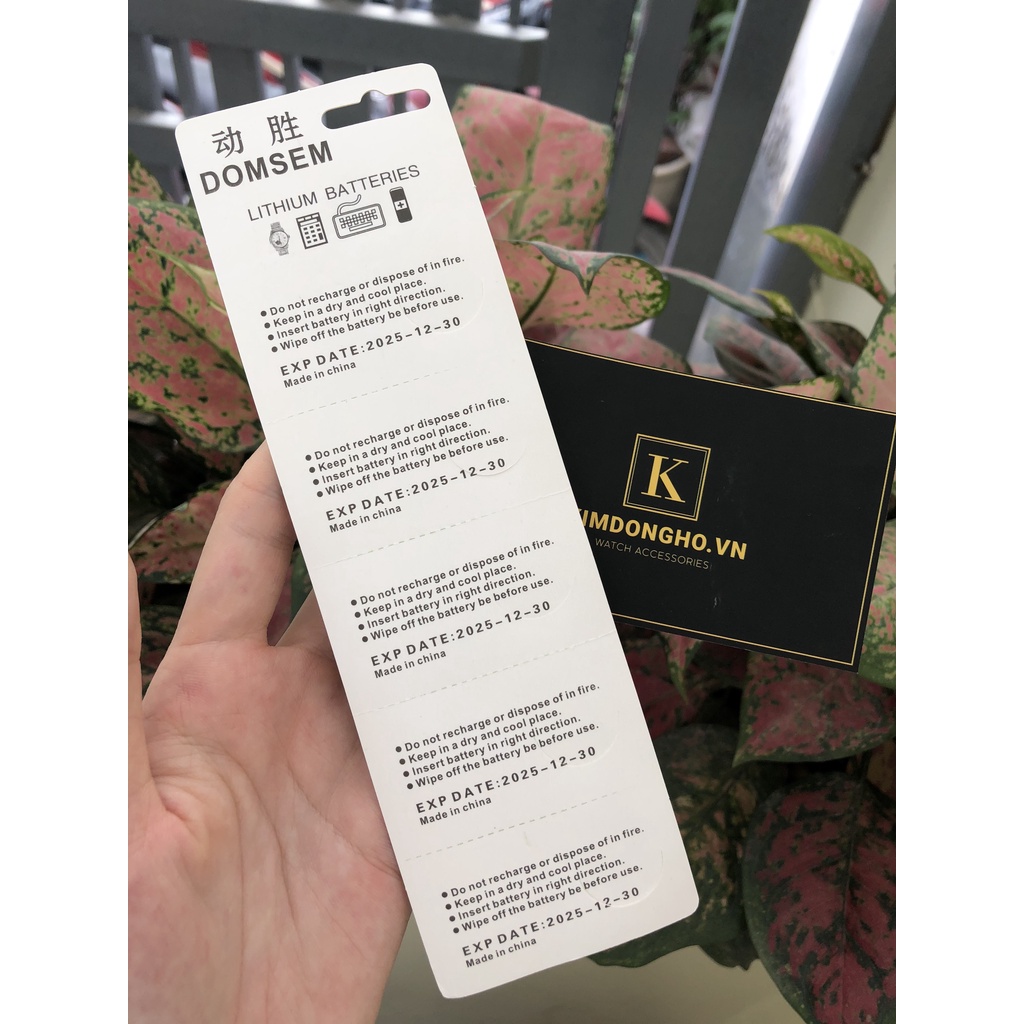 动 胜
DOMSEM
LITHIUM BATTERIES
• Do not recharge or dispose of in fire.
• Keep in a dry and cool place.
• Insert battery in right direction.
• Wipe off the battery be before use.
EXP DATE:2025-12-30
Made in china
• Do not recharge or dispose of in fire.
• Keep in a dry and cool place.
• Insert battery in right direction.
• Wipe off the battery be before use.
EXP DATE:2025-12-30
Made in china
• Do not recharge or dispose of in fire.
• Keep in a dry and cool place.
• Insert battery in right direction.
• Wipe off the battery be before use.
EXP DATE:2025-12-30
Made in china
• Do not recharge or dispose of in fire.
• Keep in a dry and cool place.
• Insert battery in right direction.
• Wipe off the battery be before use.
EXP DATE:2025-12-30
Made in china
• Do not recharge or dispose of in fire.
• Keep in a dry and cool place.
• Insert battery in right direction.
• Wipe off the battery be before use.
EXP DATE:2025-12-30
Made in china
K
IMDONGHO.VN
WATCH ACCESSORIES